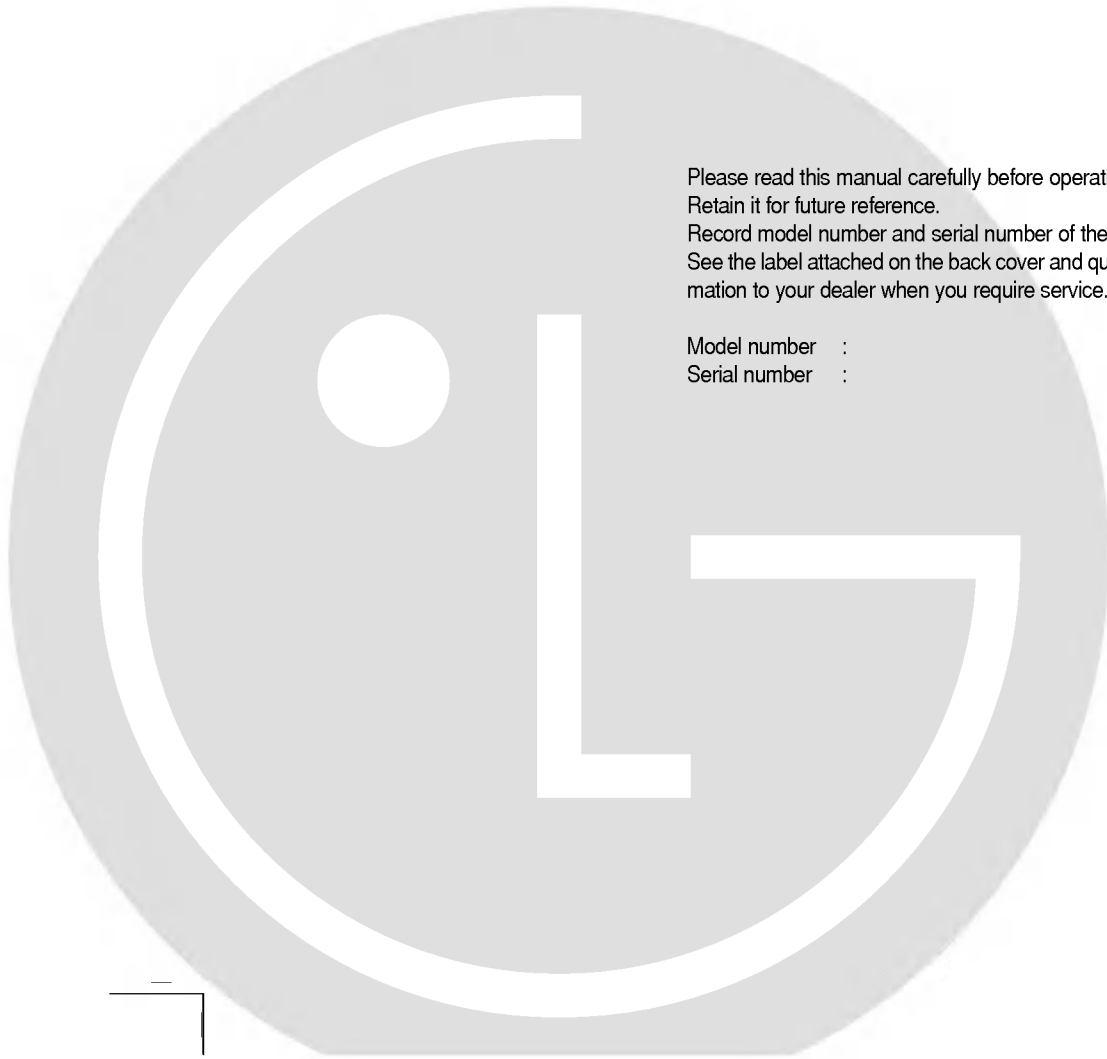 Please read this manual carefully before operati
Retain it for future reference.
Record model number and serial number of the
See the label attached on the back cover and qu
mation to your dealer when you require service.
Model number :
Serial number :